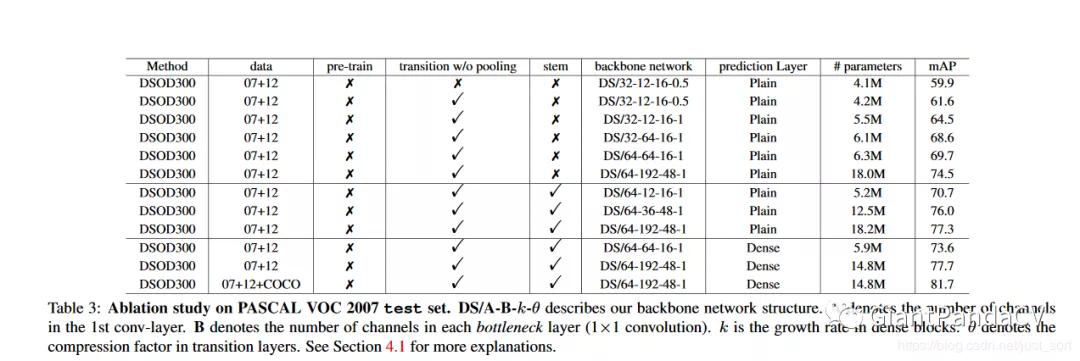 Method data pre-train transition w/o pooling stem backbone network prediction Layer # parameters mAP
DSOD300 07+12 ✗ ✗ ✗ DS/32-12-16-0.5 Plain 4.1M 59.9
DSOD300 07+12 ✗ ✓ ✗ DS/32-12-16-0.5 Plain 4.2M 61.6
DSOD300 07+12 ✗ ✓ ✗ DS/32-12-16-1 Plain 5.5M 64.5
DSOD300 07+12 ✗ ✓ ✗ DS/32-64-16-1 Plain 6.1M 68.6
DSOD300 07+12 ✗ ✓ ✗ DS/64-64-16-1 Plain 6.3M 69.7
DSOD300 07+12 ✗ ✓ ✗ DS/64-192-48-1 Plain 18.0M 74.5
DSOD300 07+12 ✗ ✓ ✓ DS/64-12-16-1 Plain 5.2M 70.7
DSOD300 07+12 ✗ ✓ ✓ DS/64-36-48-1 Plain 12.5M 76.0
DSOD300 07+12 ✗ ✓ ✓ DS/64-192-48-1 Plain 18.2M 77.3
DSOD300 07+12 ✗ ✓ ✓ DS/64-64-16-1 Dense 5.9M 73.6
DSOD300 07+12 ✗ ✓ ✓ DS/64-192-48-1 Dense 14.8M 77.7
DSOD300 07+12+COCO ✗ ✓ ✓ DS/64-192-48-1 Dense 14.8M 81.7
Table 3: Ablation study on PASCAL VOC 2007 test set. DS/A-B-k-θ describes our backbone network structure. denotes the number of channels
in the 1st conv-layer. B denotes the number of channels in each bottleneck layer (1×1 convolution). k is the growth rate in dense blocks. θ denotes the
compression factor in transition layers. See Section 4.1 for more explanations.
GiantPandaCV
https://blog.csdn.net/just_sort